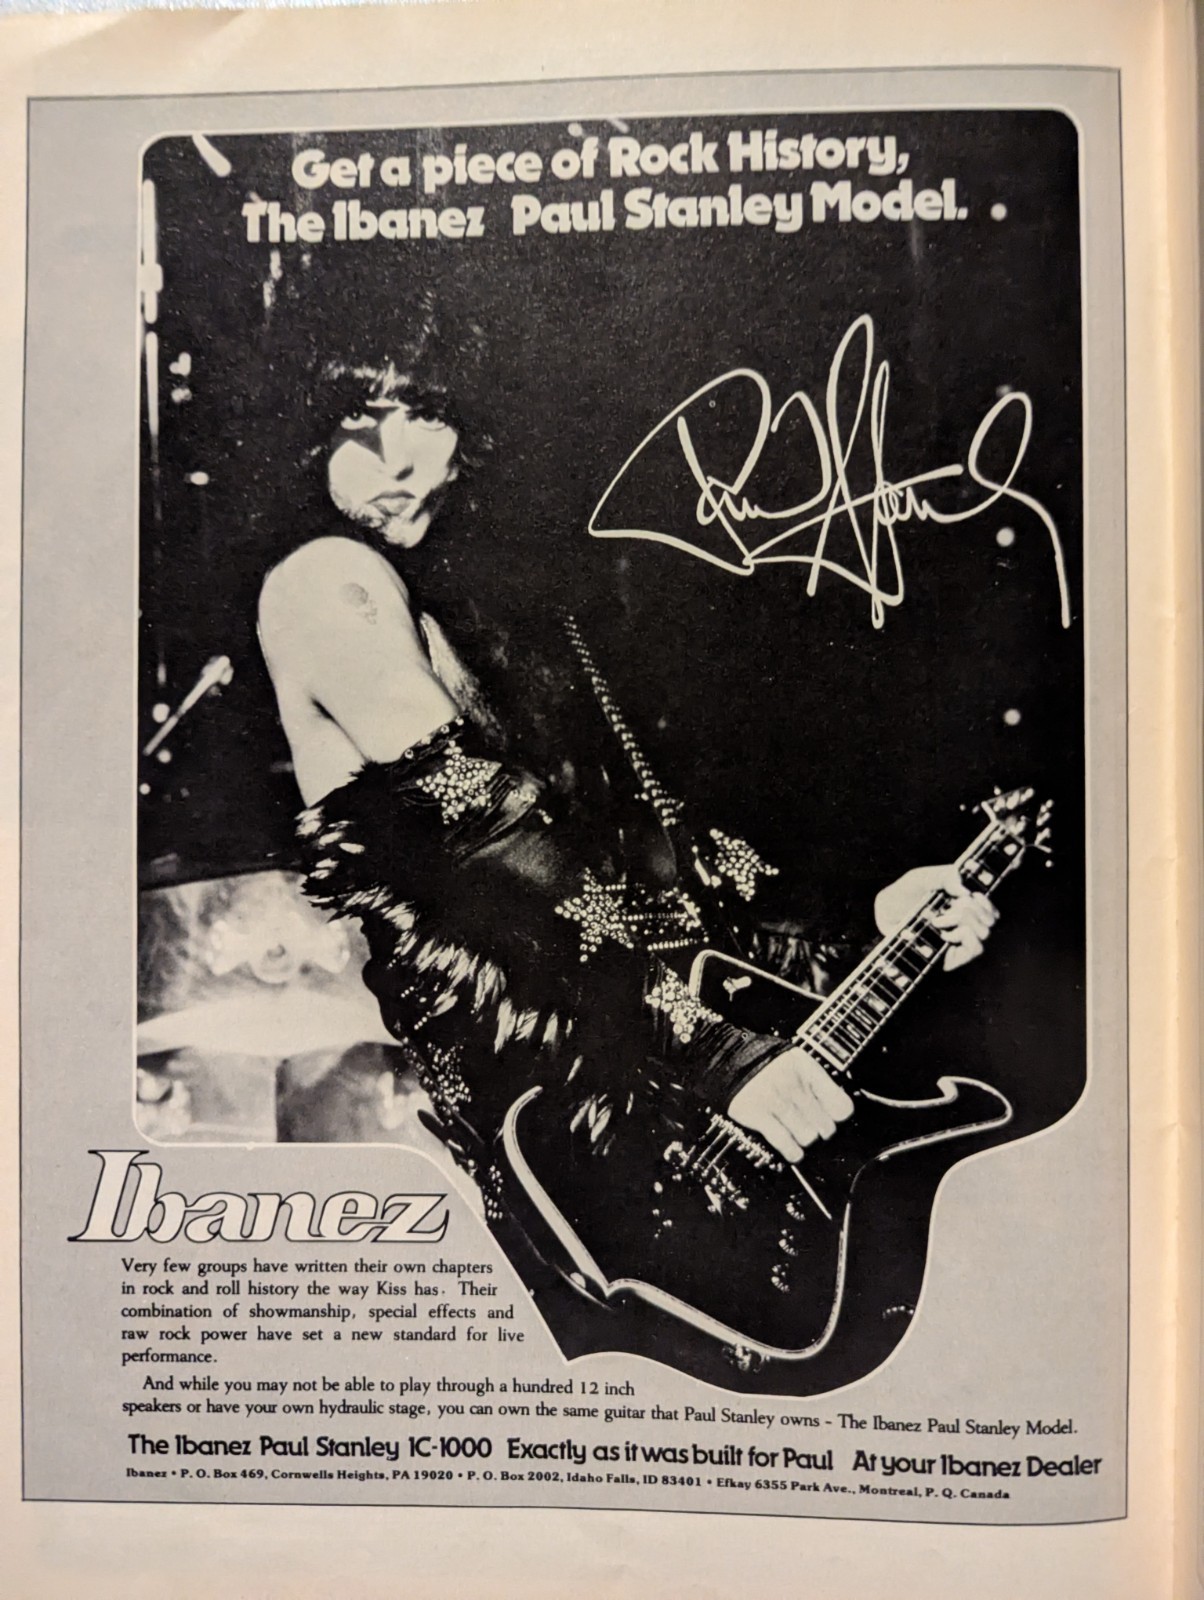 Get a piece of Rock History,
The Ibanez Paul Stanley Model.
Paul Stanley
Ibanez
Very few groups have written their own chapters
in rock and roll history the way Kiss has. Their
combination of showmanship, special effects and
raw rock power have set a new standard for live
performance.
And while you may not be able to play through a hundred 12 inch
speakers or have your own hydraulic stage, you can own the same guitar that Paul Stanley owns - The Ibanez Paul Stanley Model.
The Ibanez Paul Stanley IC-1000 Exactly as it was built for Paul At your Ibanez Dealer
Ibanez • P. O. Box 469, Cornwells Heights, PA 19020 • P. O. Box 2002, Idaho Falls, ID 83401 • Efkay 6355 Park Ave., Montreal, P. Q. Canada